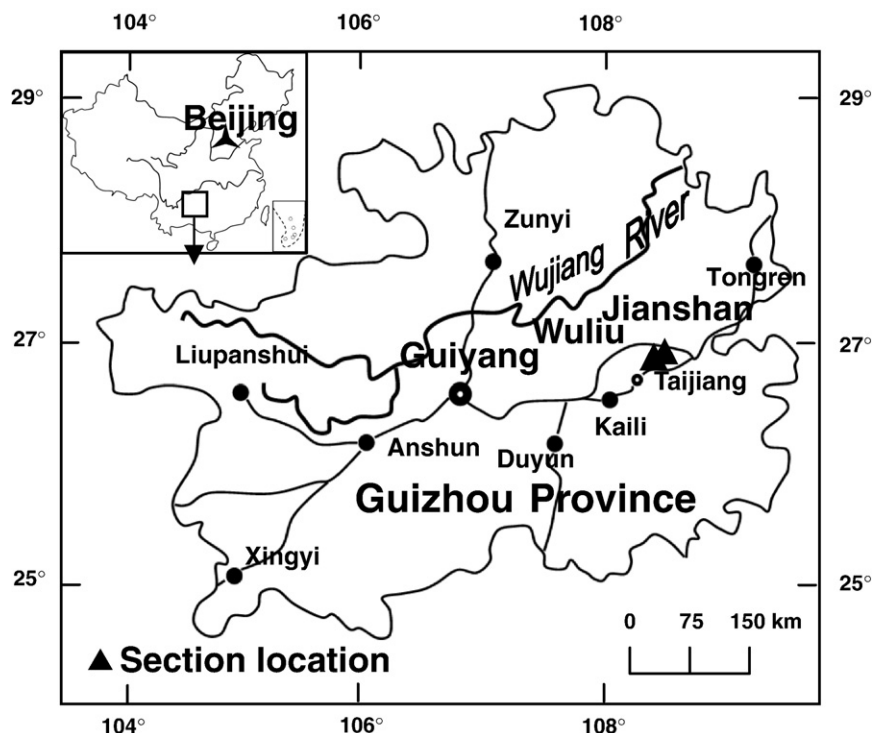 104° 106° 108°
29° 29°
Beijing
Zunyi
Wujiang River
Tongren
Jianshan
Wuliu
27° 27°
Liupanshui
Guiyang
Taijiang
Kaili
Anshun
Duyun
Guizhou Province
Xingyi
25° 25°
0 75 150 km
Section location
104° 106° 108°